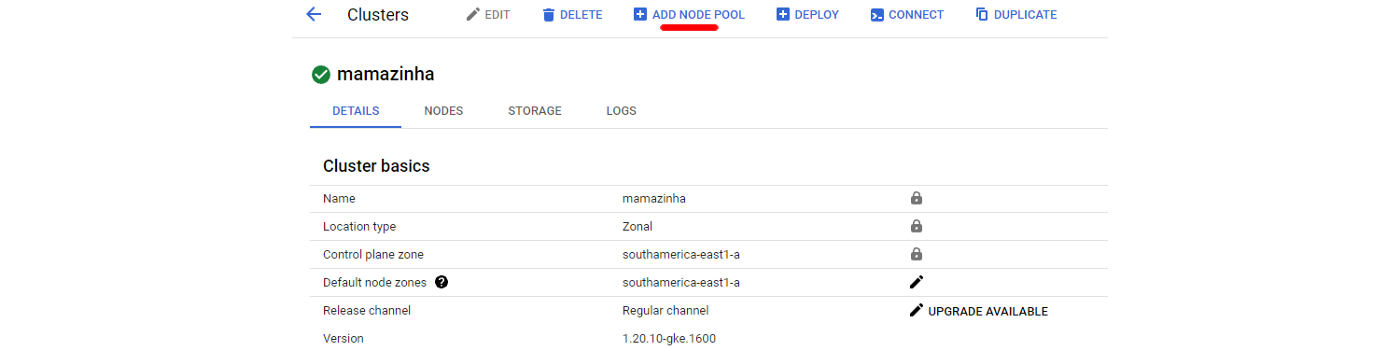 Clusters EDIT DELETE ADD NODE POOL DEPLOY CONNECT DUPLICATE
mamazinha
DETAILS NODES STORAGE LOGS
Cluster basics
Name mamazinha
Location type Zonal
Control plane zone southamerica-east1-a
Default node zones ? southamerica-east1-a
Release channel Regular channel UPGRADE AVAILABLE
Version 1.20.10-gke.1600